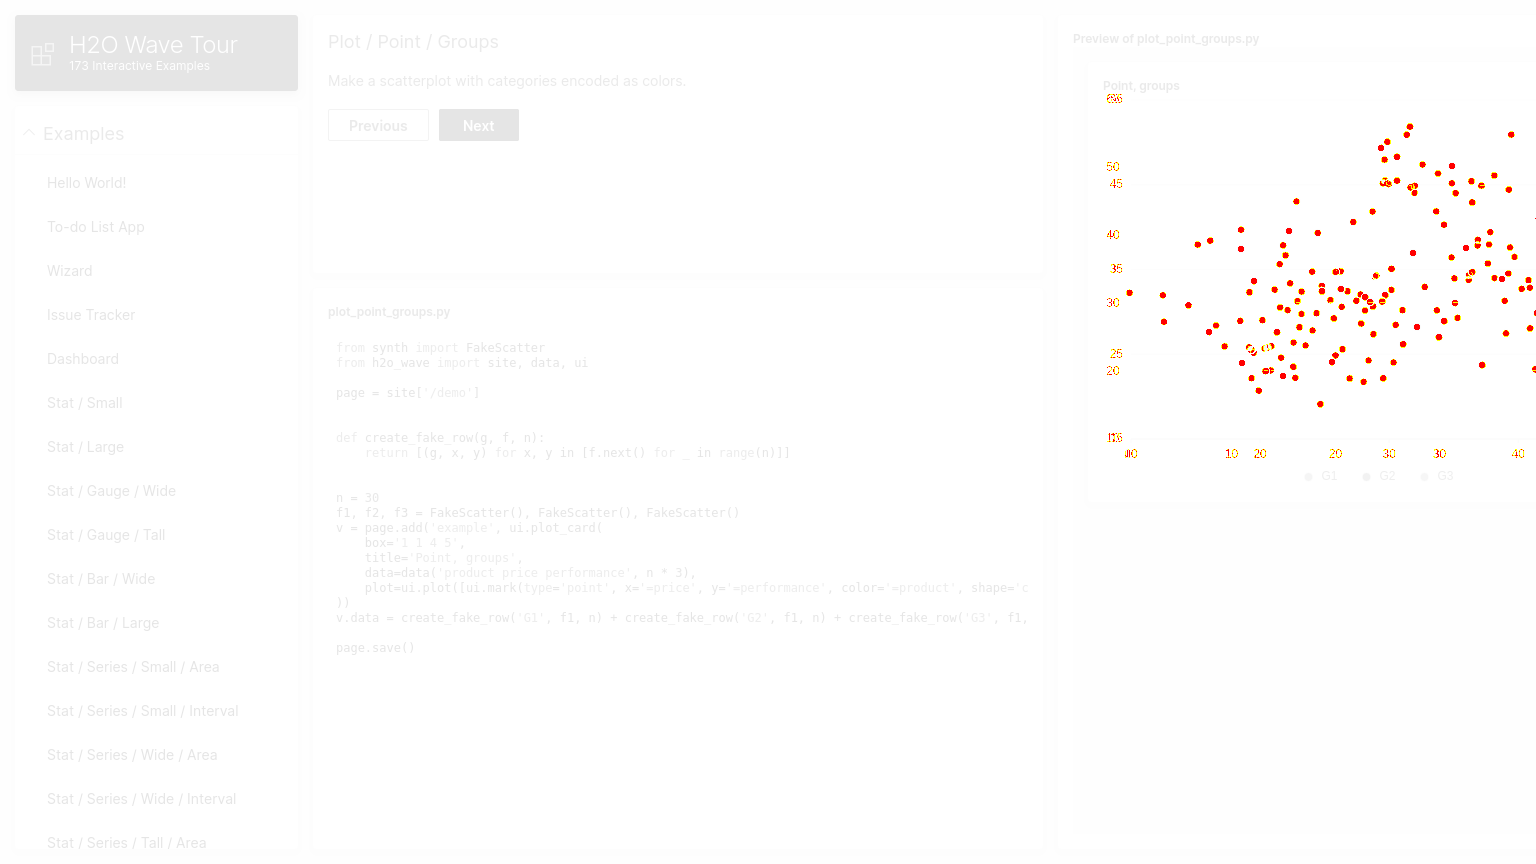 H2O Wave Tour
173 Interactive Examples
Examples
Hello World!
To-do List App
Wizard
Issue Tracker
Dashboard
Stat / Small
Stat / Large
Stat / Gauge / Wide
Stat / Gauge / Tall
Stat / Bar / Wide
Stat / Bar / Large
Stat / Series / Small / Area
Stat / Series / Small / Interval
Stat / Series / Wide / Area
Stat / Series / Wide / Interval
Stat / Series / Tall / Area
Plot / Point / Groups
Make a scatterplot with categories encoded as colors.
Previous
Next
plot_point_groups.py
from synth import FakeScatter
from h2o_wave import site, data, ui
page = site['/demo']
def create_fake_row(g, f, n):
    return [(g, x, y) for x, y in [f.next() for _ in range(n)]]
n = 30
f1, f2, f3 = FakeScatter(), FakeScatter(), FakeScatter()
v = page.add('example', ui.plot_card(
    box='1 1 4 5',
    title='Point, groups',
    data=data('product price performance', n * 3),
    plot=ui.plot([ui.mark(type='point', x='=price', y='=performance', color='=product', shape='c
))
v.data = create_fake_row('G1', f1, n) + create_fake_row('G2', f1, n) + create_fake_row('G3', f1,
page.save()
Preview of plot_point_groups.py
Point, groups
50
45
40
35
30
25
20
10 20 20 30 30 40
G1 G2 G3